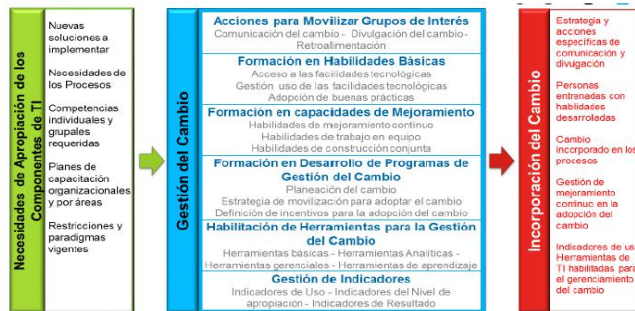 Necesidades de Apropiación de los
Componentes de TI
Nuevas
soluciones a
implementar
Necesidades de
los Procesos
Competencias
individuales y
grupales
requeridas
Planes de
capacitación
organizacionales
y por áreas
Restricciones y
paradigmas
vigentes
Gestión del Cambio
Acciones para Movilizar Grupos de Interés
Comunicación del cambio - Divulgación del cambio-
Retroalimentación
Formación en Habilidades Básicas
Acceso a las facilidades tecnológicas
Gestión uso de las facilidades tecnológicas
Adopción de buenas prácticas
Formación en capacidades de Mejoramiento
Habilidades de mejoramiento continuo
Habilidades de trabajo en equipo
Habilidades de construcción conjunta
Formación en Desarrollo de Programas de
Gestión del Cambio
Planeación del cambio
Estrategia de movilización para adoptar el cambio
Definición de incentivos para la adopción del cambio
Habilitación de Herramientas para la Gestión
del Cambio
Herramientas básicas - Herramientas Analíticas -
Herramientas gerenciales - Herramientas de aprendizaje
Gestión de Indicadores
Indicadores de Uso - Indicadores del Nivel de
apropiación - Indicadores de Resultado
Incorporación del Cambio
Estrategia y
acciones
específicas de
comunicación y
divulgación
Personas
entrenadas con
habilidades
desarroladas
Cambio
incorporado en los
procesos
Gestión de
mejoramiento
continuo en la
adopción del
cambio
Indicadores de uso
Herramientas de
TI habilitadas para
el gerenciamiento
del cambio